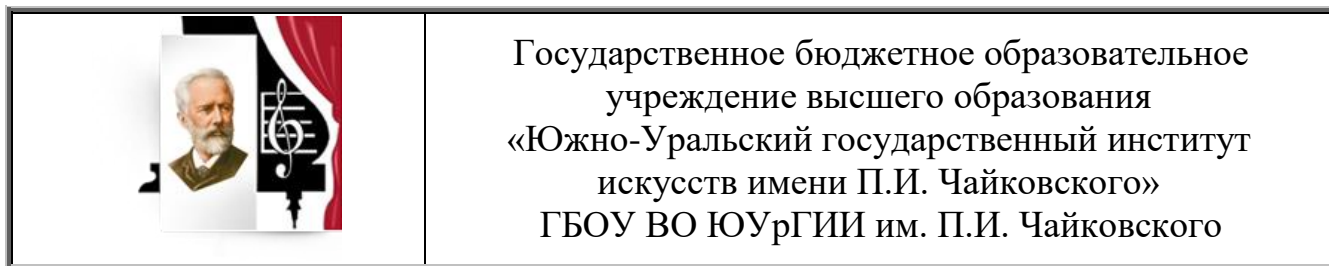 Государственное бюджетное образовательное
учреждение высшего образования
«Южно-Уральский государственный институт
искусств имени П.И. Чайковского»
ГБОУ ВО ЮУрГИИ им. П.И. Чайковского